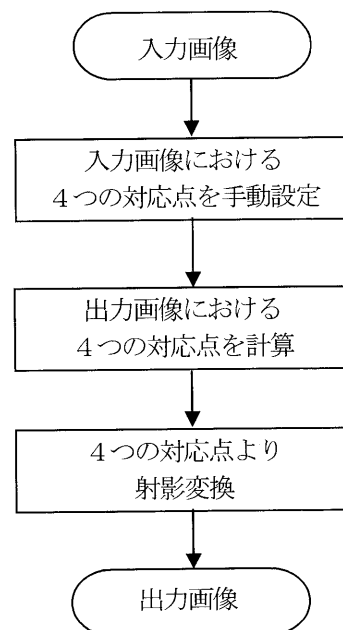 入力画像
入力画像における
４つの対応点を手動設定
出力画像における
４つの対応点を計算
４つの対応点より
射影変換
出力画像